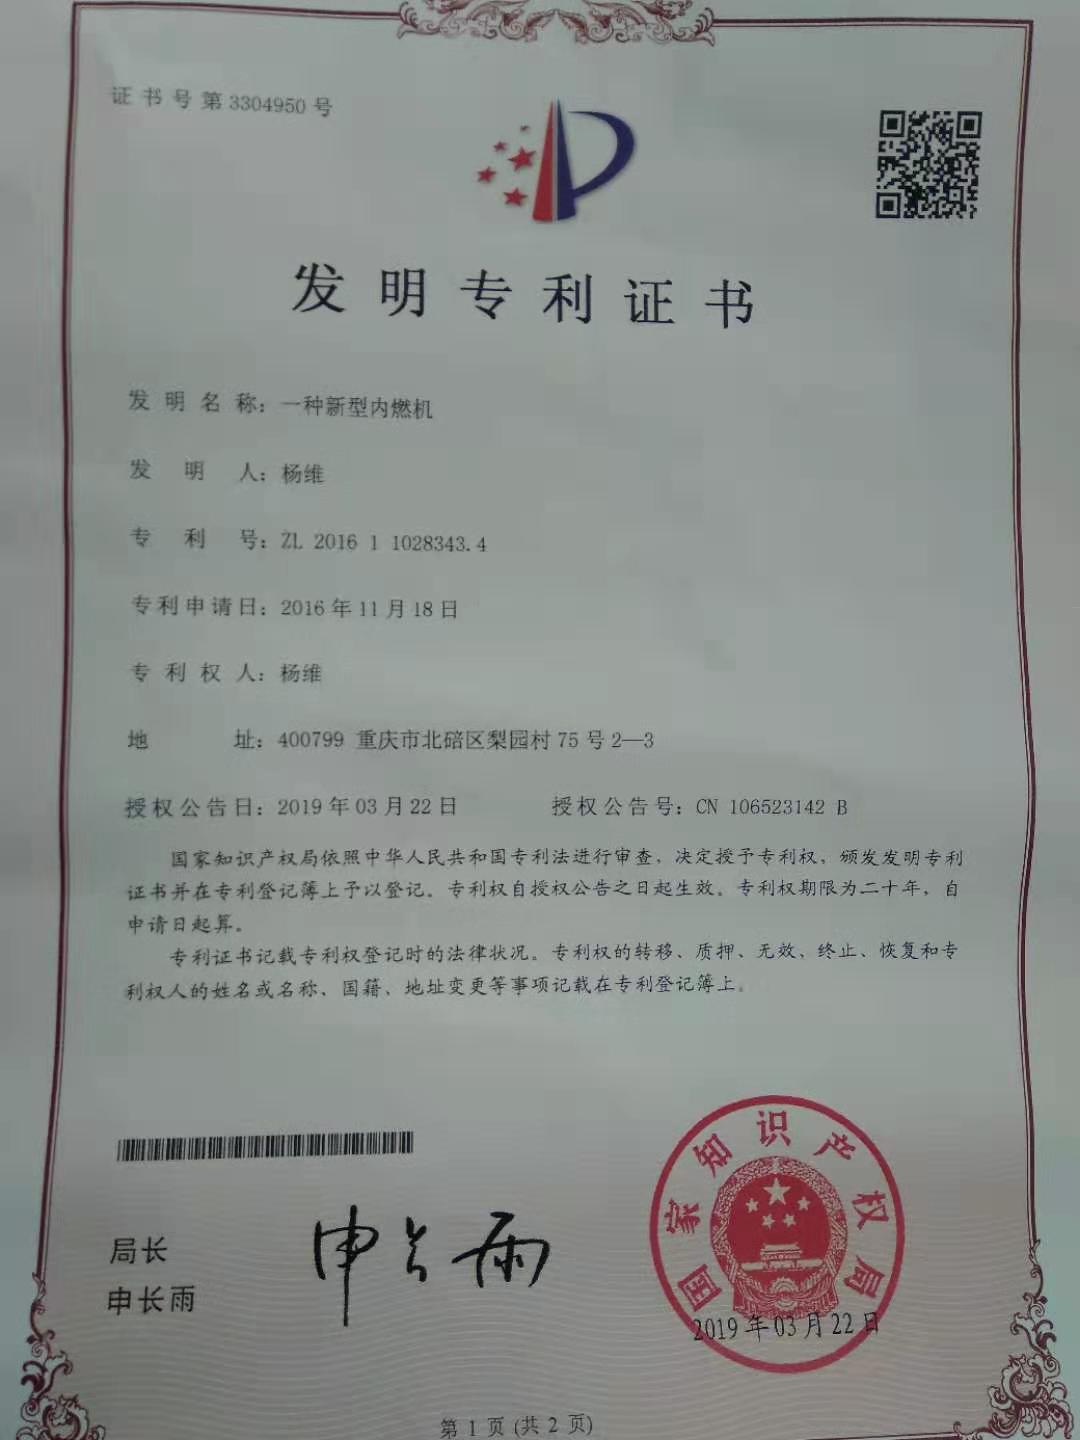 证书号第3304950号
发明专利证书
发明名称：一种新型内燃机
发明人：杨维
专利号：ZL 2016 1 1028343.4
专利申请日：2016年11月18日
专利权人：杨维
地址：400799 重庆市北碚区梨园村75号2—3
授权公告日：2019年03月22日 授权公告号：CN 106523142 B
国家知识产权局依照中华人民共和国专利法进行审查，决定授予专利权，颁发发明专利
证书并在专利登记簿上予以登记。专利权自授权公告之日起生效。专利权期限为二十年，自
申请日起算。
专利证书记载专利权登记时的法律状况。专利权的转移、质押、无效、终止、恢复和专
利权人的姓名或名称、国籍、地址变更等事项记载在专利登记簿上。
局长
申长雨
申长雨
国家知识产权局
2019年03月22日
第1页(共2页)